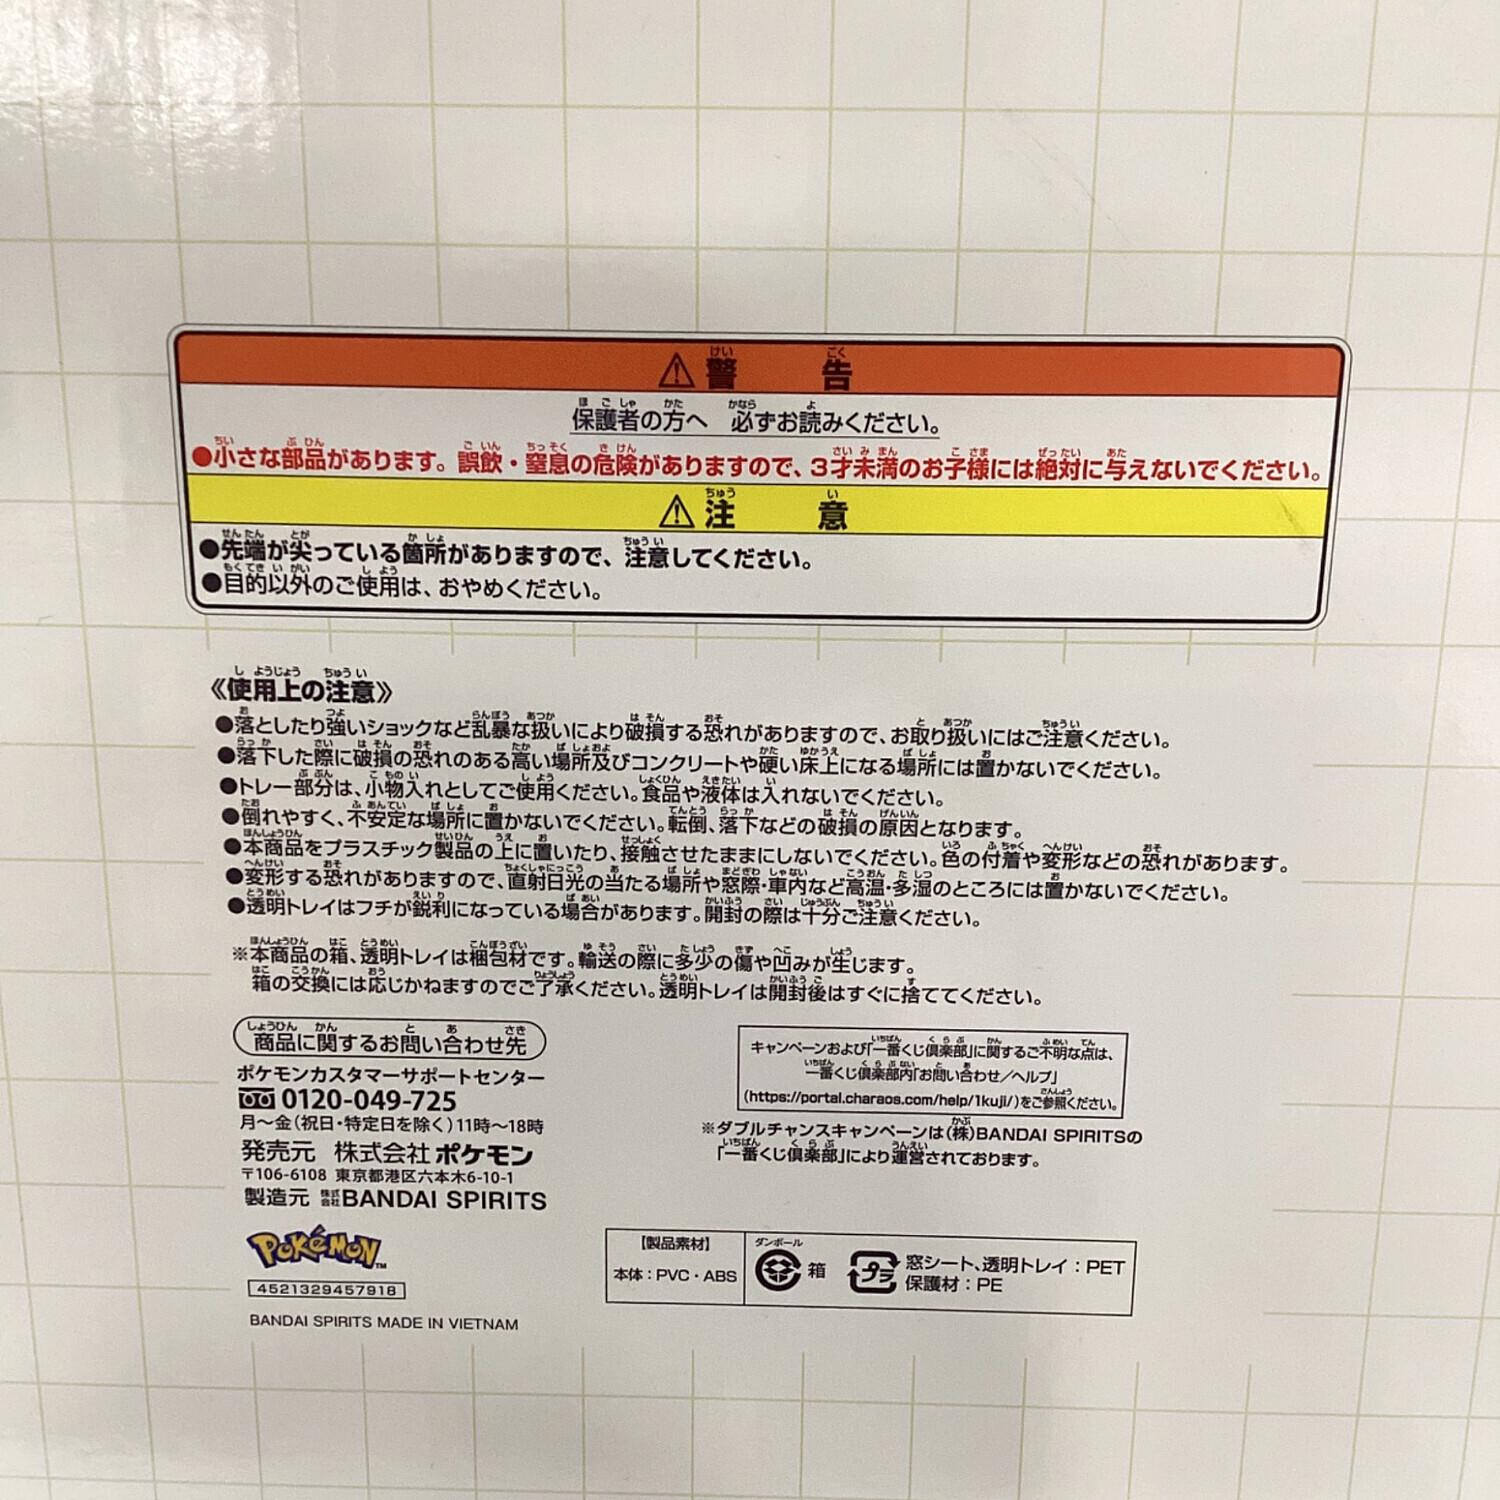 ⚠警告
保護者の方へ 必ずお読みください。
●小さな部品があります。誤飲・窒息の危険がありますので、3才未満のお子様には絶対に与えないでください。
⚠注意
●先端が尖っている箇所がありますので、注意してください。
●目的以外のご使用は、おやめください。
《使用上の注意》
●落としたり強いショックなど乱暴な扱いにより破損する恐れがありますので、お取り扱いにはご注意ください。
●落下した際に破損の恐れのある高い場所及びコンクリートや硬い床上になる場所には置かないでください。
●トレー部分は、小物入れとしてご使用ください。食品や液体は入れないでください。
●倒れやすく、不安定な場所に置かないでください。転倒、落下などの破損の原因となります。
●本商品をプラスチック製品の上に置いたり、接触させたままにしないでください。色の付着や変形などの恐れがあります。
●変形する恐れがありますので、直射日光の当たる場所や窓際・車内など高温・多湿のところには置かないでください。
●透明トレイはフチが鋭利になっている場合があります。開封の際は十分ご注意ください。
※本商品の箱、透明トレイは梱包材です。輸送の際に多少の傷や凹みが生じます。
箱の交換には応じかねますのでご了承ください。透明トレイは開封後はすぐに捨ててください。
商品に関するお問い合わせ先
ポケモンカスタマーサポートセンター
0120-049-725
月〜金(祝日・特定日を除く)11時〜18時
発売元 株式会社ポケモン
〒106-6108 東京都港区六本木6-10-1
製造元 株式会社BANDAI SPIRITS
キャンペーンおよび「一番くじ倶楽部」に関するご不明な点は、
一番くじ倶楽部内「お問い合わせ/ヘルプ」
(https://portal.charaos.com/help/1kuji/)をご参照ください。
※ダブルチャンスキャンペーンは(株)BANDAI SPIRITSの
「一番くじ倶楽部」により運営されております。
POKéMON™
4521329457918
BANDAI SPIRITS MADE IN VIETNAM
【製品素材】
本体:PVC・ABS
ダンボール
箱
プラ
窓シート、透明トレイ:PET
保護材:PE